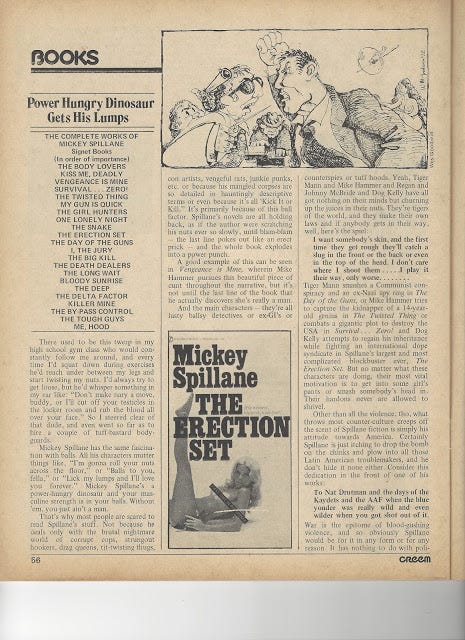 BOOKS
Power Hungry Dinosaur
Gets His Lumps
THE COMPLETE WORKS OF
MICKEY SPILLANE
Signet Books
(In order of importance)
THE BODY LOVERS
KISS ME, DEADLY
VENGEANCE IS MINE
SURVIVAL . . . ZERO!
THE TWISTED THING
MY GUN IS QUICK
THE GIRL HUNTERS
ONE LONELY NIGHT
THE SNAKE
THE ERECTION SET
THE DAY OF THE GUNS
I, THE JURY
THE BIG KILL
THE DEATH DEALERS
THE LONG WAIT
BLOODY SUNRISE
THE DEEP
THE DELTA FACTOR
KILLER MINE
THE BY-PASS CONTROL
THE TOUGH GUYS
ME, HOOD
There used to be this twerp in my
high school gym class who would con-
stantly follow me around, and every
time I'd squat down during exercises
he'd reach under between my legs and
start twisting my nuts. I'd always try to
get loose, but he'd whisper something in
my ear like: "Don't make fuzzy a move,
buddy, or I'll cut off your testicles in
the locker room and rub the blood all
over your face." So I steered clear of
that dude, and even went so far as to
hire a couple of tuff-bastard body-
guards.
Mickey Spillane has the same fascina-
tion with balls. All his characters mutter
things like, "I'm gonna roll your nuts
across the floor," or "Balls to you,
fella," or "Lick my lumps and I'll love
you forever." Mickey Spillane's a
power-hungry dinosaur and your mas-
culine strength is in your balls. Without
'em, you just ain't a man.
That's why most people are scared to
read Spillane's stuff. Not because he
deals only with the brutal nightmare
world of corrupt cops, strungout
hookers, drag queens, tit-twisting thugs,
con artists, vengeful rats, junkie punks,
etc. or because his mangled corpses are
so detailed in hauntingly descriptive
terms or even because it's all "Kick It or
Kill." It's primarily because of this ball
factor. Spillane's novels are all holding
back, as if the author were scratching
his nuts ever so slowly, until blam-blam
– the last line pokes out like an erect
prick – and the whole book explodes
into a power punch.
A good example of this can be seen
in Vengeance is Mine, wherein Mike
Hammer pursues this beautiful piece of
cunt throughout the narrative, but it's
not until the last line of the book that
he actually discovers she's really a man.
And the main characters – they're all
hairy ballsy detectives or ex-GI's or
Mickey
Spillane
THE
ERECTION
SET
counterspies or tuff hoods. Yeah, Tiger
Mann and Mike Hammer and Regan and
Johnny McBride and Dog Kelly have all
got nothing on their minds but churning
up the juices in their nuts. They're tigers
of the world, and they make their own
laws and if anybody gets in their way,
well, here's the spiel:
I want somebody's skin, and the first
time they get rough they'll catch a
slug in the front or the back or even
in the top of the head. I don't care
where I shoot them . . . . . I play it
their way, only worse. . . . . . .
Tiger Mann smashes a Communist con-
spiracy and an ex-Nazi spy ring in The
Day of the Guns, or Mike Hammer tries
to capture the kidnapper of a 14-year-
old genius in The Twisted Thing or
combats a gigantic plot to destroy the
USA in Survival . . . Zero! and Dog
Kelly attempts to regain his inheritance
while fighting an international dope
syndicate in Spillane's largest and most
complicated blockbuster ever, The
Erection Set. But no matter what these
characters are doing, their most vital
motivation is to get into some girl's
pants or smash somebody's head in.
Their hardons never are allowed to
shrivel.
Other than all the violence, tho, what
throws most counter-culture creeps off
the scent of Spillane fiction is simply his
attitude towards America. Certainly
Spillane is just itching to drop the bomb
on the chinks and also on all those
Latin American troublemakers, and he
don't hide it none either. Consider this
dedication in the front of one of his
works:
To Nat Drutman and the days of the
Kaydets and the AAF when the blue
yonder was really wild and even
wilder when you got shot out of it.
War is the epitome of blood-gushing
violence, and so obviously Spillane
would be for it in any form or for any
reason. It has nothing to do with poli-
56
CREEM